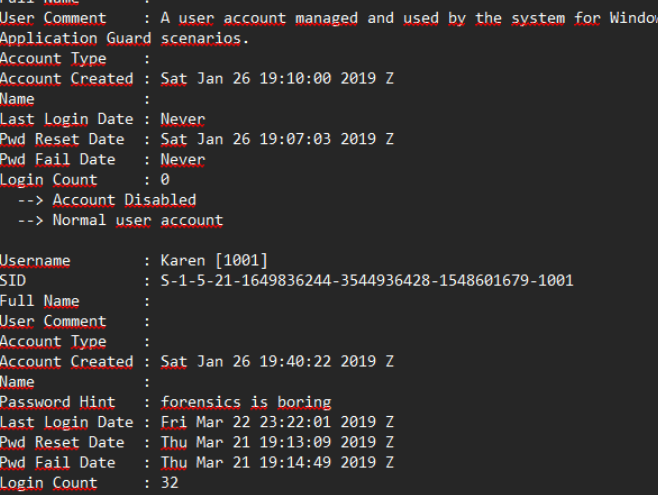 Full Name     :
User Comment    : A user account managed and used by the system for Window
Application Guard scenarios.
Account Type    :
Account Created : Sat Jan 26 19:10:00 2019 Z
Name            :
Last Login Date : Never
Pwd Reset Date  : Sat Jan 26 19:07:03 2019 Z
Pwd Fail Date   : Never
Login Count     : 0
  --> Account Disabled
  --> Normal user account
Username        : Karen [1001]
SID             : S-1-5-21-1649836244-3544936428-1548601679-1001
Full Name       :
User Comment    :
Account Type    :
Account Created : Sat Jan 26 19:40:22 2019 Z
Name            :
Password Hint   : forensics is boring
Last Login Date : Fri Mar 22 23:22:01 2019 Z
Pwd Reset Date  : Thu Mar 21 19:13:09 2019 Z
Pwd Fail Date   : Thu Mar 21 19:14:49 2019 Z
Login Count     : 32